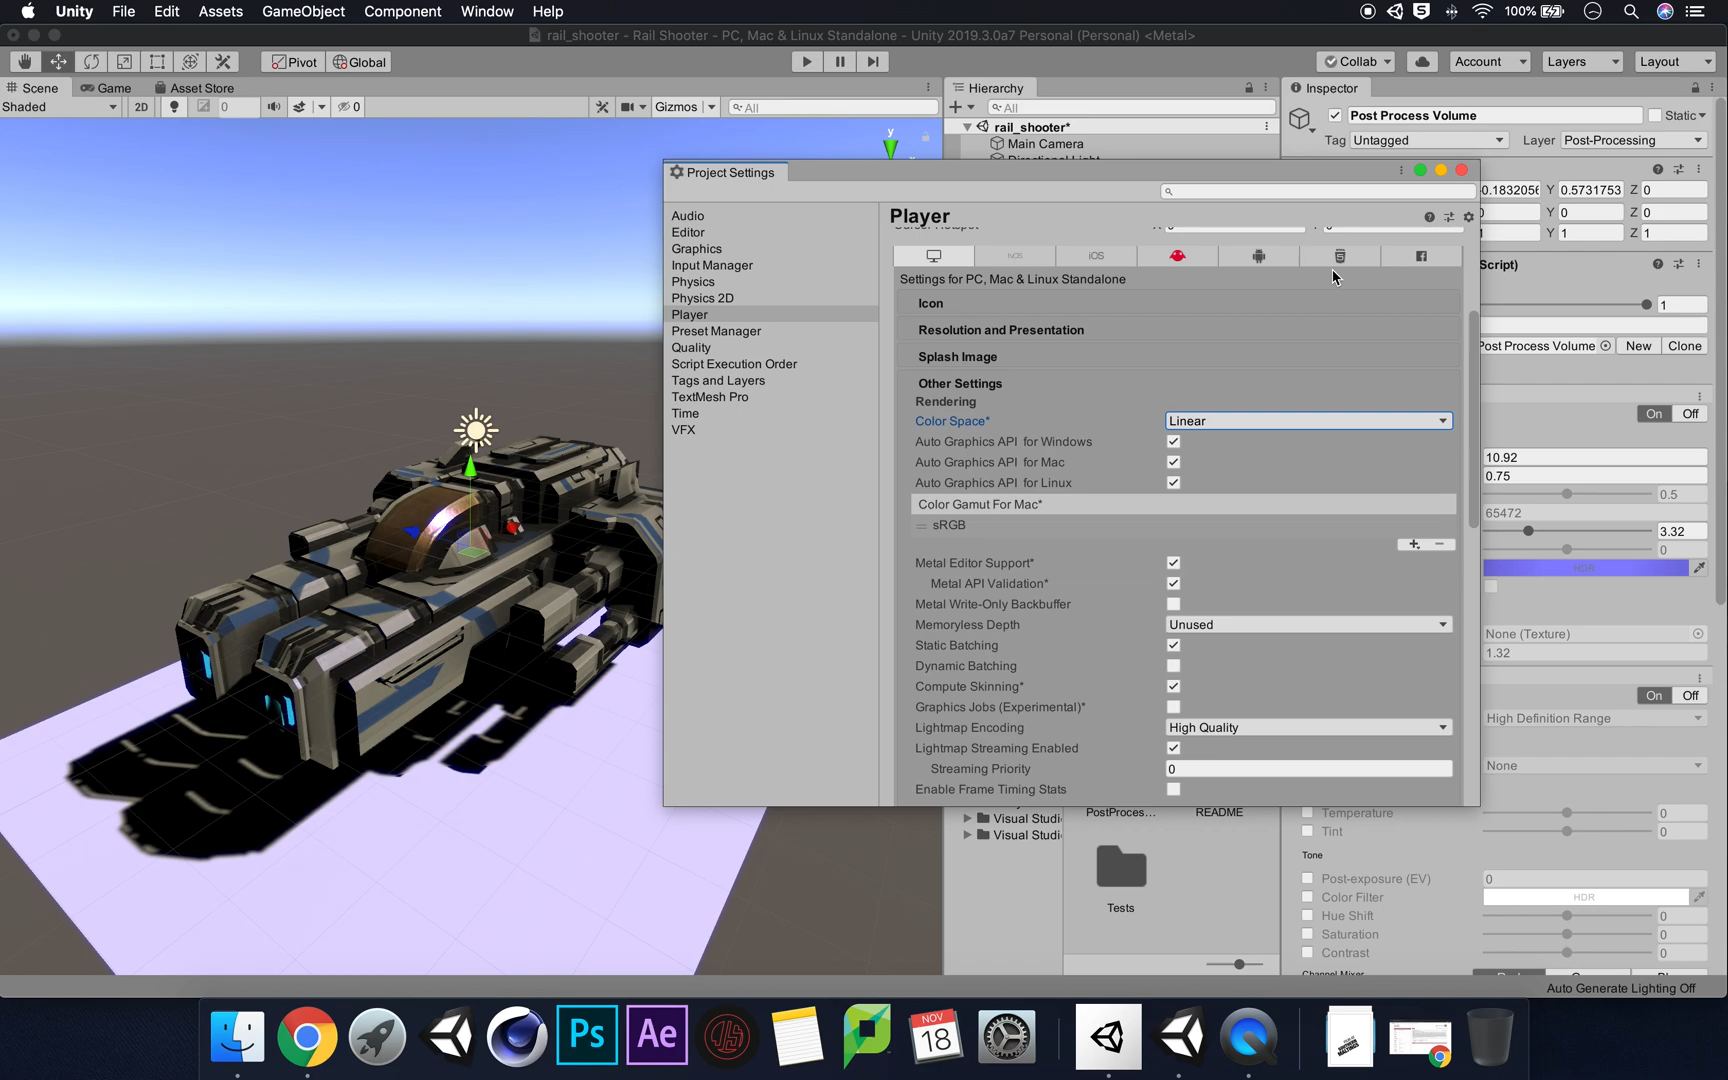 Unity File Edit Assets GameObject Component Window Help 100%
rail_shooter - Rail Shooter - PC, Mac & Linux Standalone - Unity 2019.3.0a7 Personal (Personal) <Metal>
Pivot Global Collab Account Layers Layout
Scene Game Asset Store Hierarchy Inspector
Shaded 2D 0 0 Gizmos All All
Post Process Volume Static
rail_shooter*
Main Camera
Tag Untagged Layer Post-Processing
Directional Light
Project Settings
Y 0.5731753 Z 0
Y 0 Z 0
Y 1 Z 1
Player
Audio
Editor
Graphics
Input Manager
Physics
Physics 2D
Player
Preset Manager
Quality
Script Execution Order
Tags and Layers
TextMesh Pro
Time
VFX
tvOS iOS
Settings for PC, Mac & Linux Standalone
Icon
Resolution and Presentation
Splash Image
Other Settings
Rendering
Color Space* Linear
Auto Graphics API for Windows
Auto Graphics API for Mac
Auto Graphics API for Linux
Color Gamut For Mac*
sRGB
Metal Editor Support*
Metal API Validation*
Metal Write-Only Backbuffer
Memoryless Depth Unused
Static Batching
Dynamic Batching
Compute Skinning*
Graphics Jobs (Experimental)*
Lightmap Encoding High Quality
Lightmap Streaming Enabled
Streaming Priority 0
Enable Frame Timing Stats
Script)
1
Post Process Volume New Clone
On Off
10.92
0.75
0.5
65472
3.32
0
HDR
None (Texture)
1.32
On Off
High Definition Range
None
Temperature 0
Tint 0
Tone
Post-exposure (EV) 0
Color Filter HDR
Hue Shift 0
Saturation 0
Contrast 0
Channel Mixer
Visual Studi
Visual Studi
PostProces... README
Tests
Auto Generate Lighting Off
Ps Ae NOV 18